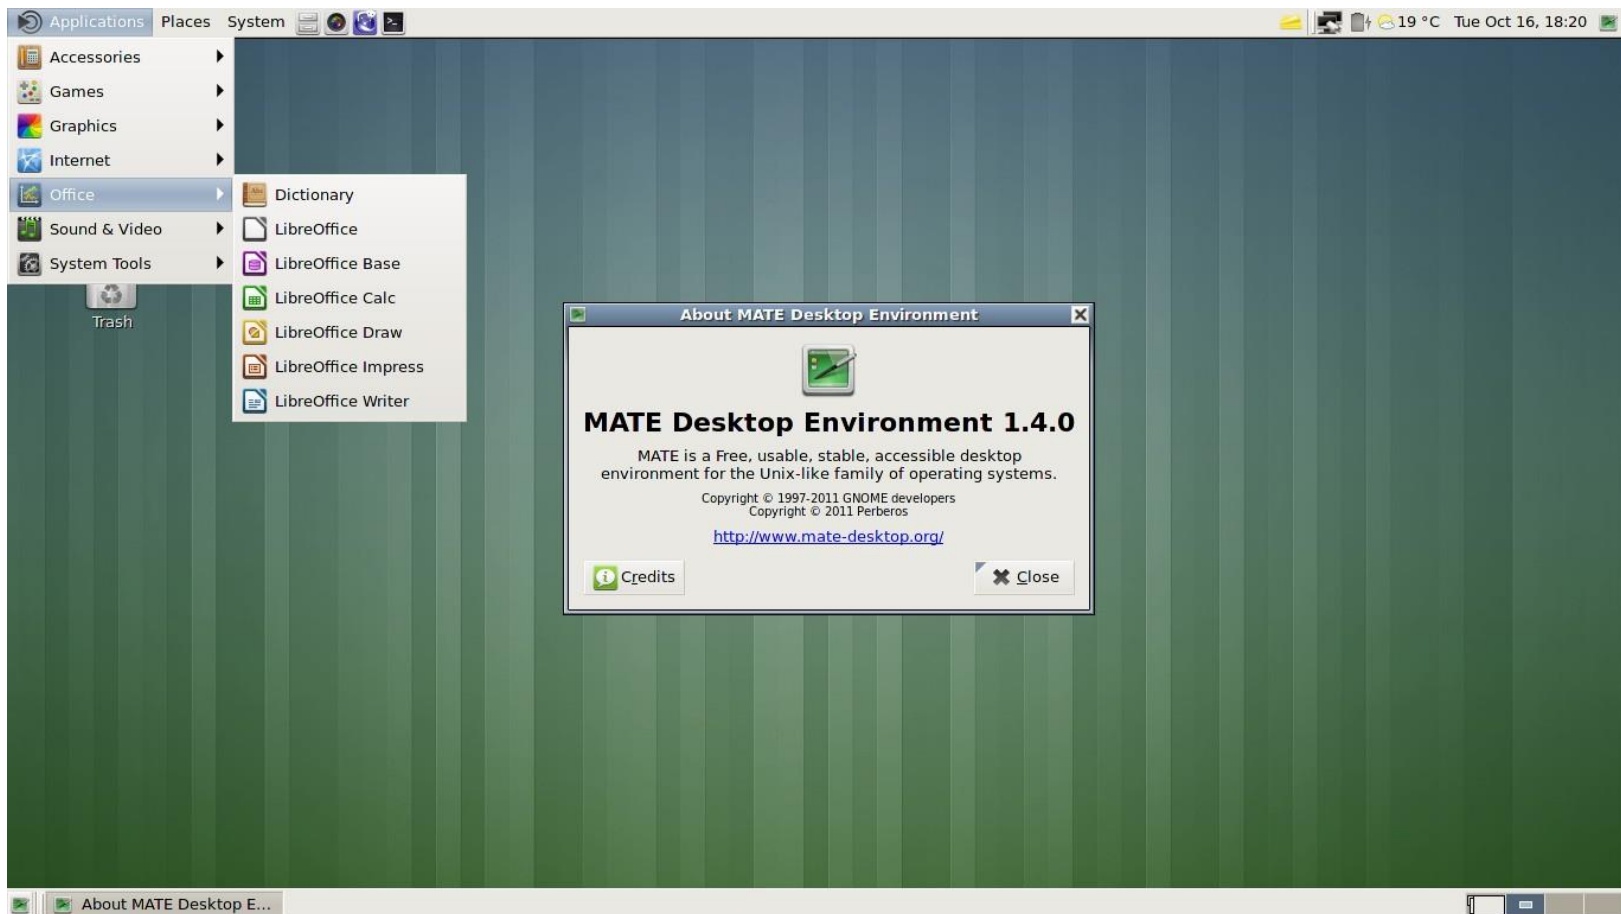 Applications Places System 19 °C Tue Oct 16, 18:20
Accessories
Games
Graphics
Internet
Office
Sound & Video
System Tools
Dictionary
LibreOffice
LibreOffice Base
LibreOffice Calc
LibreOffice Draw
LibreOffice Impress
LibreOffice Writer
Trash
About MATE Desktop Environment
MATE Desktop Environment 1.4.0
MATE is a Free, usable, stable, accessible desktop
environment for the Unix-like family of operating systems.
Copyright © 1997-2011 GNOME developers
Copyright © 2011 Perberos
http://www.mate-desktop.org/
Credits Close
About MATE Desktop E...